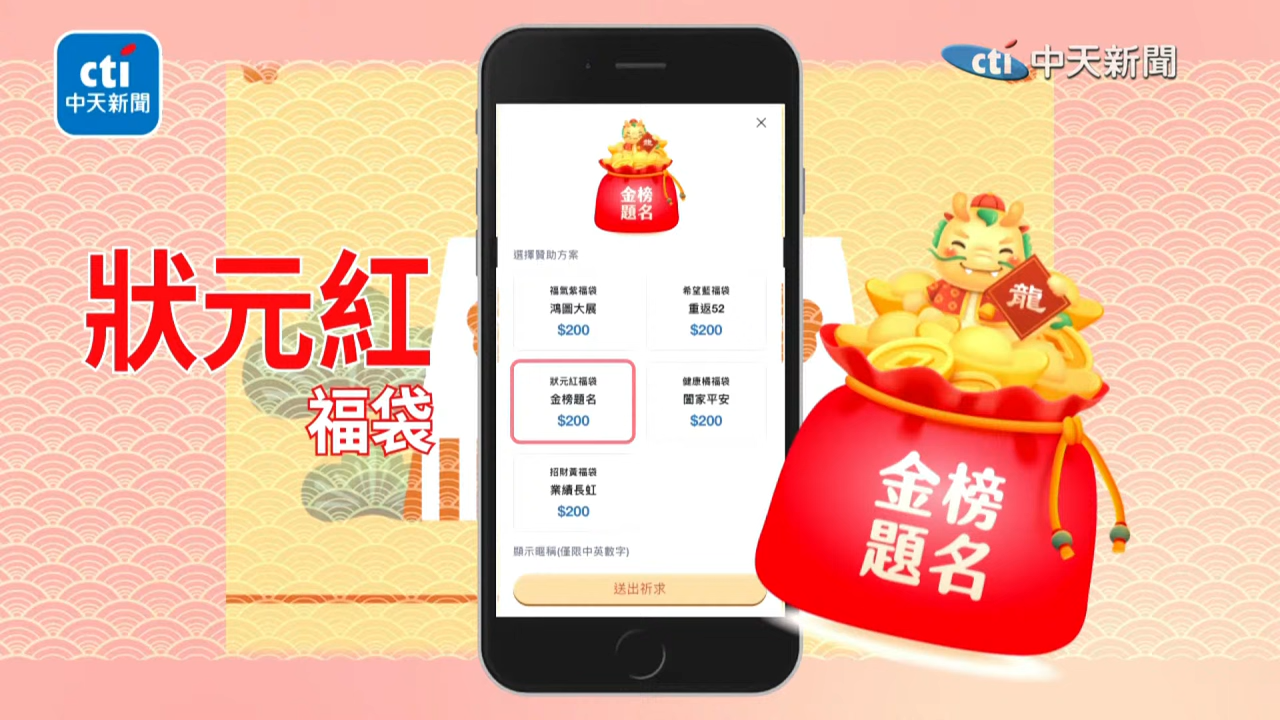 cti
中天新聞
cti 中天新聞
狀元紅
福袋
金榜
題名
選擇贊助方案
福氣紫福袋
鴻圖大展
$200
希望藍福袋
重返52
$200
狀元紅福袋
金榜題名
$200
健康橘福袋
闔家平安
$200
招財黃福袋
業績長虹
$200
顯示暱稱(僅限中英數字)
送出祈求
龍
金榜
題名